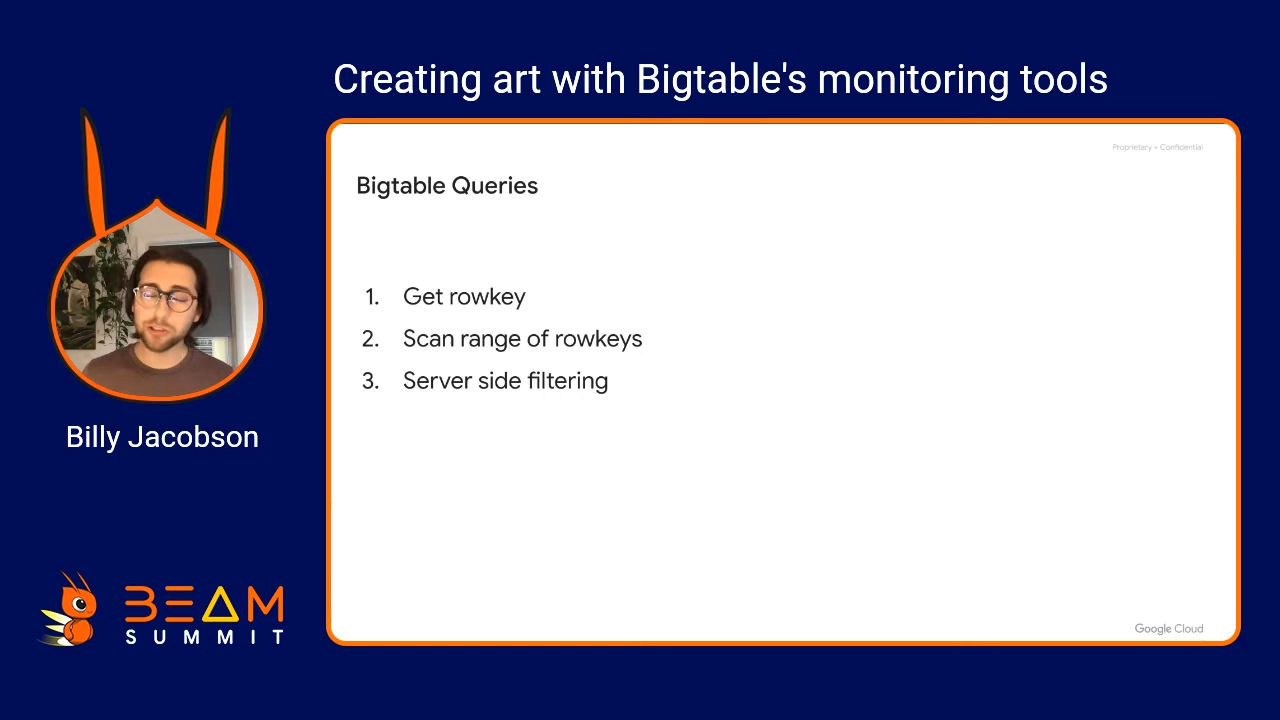 Creating art with Bigtable's monitoring tools
Proprietary + Confidential
Bigtable Queries
1. Get rowkey
2. Scan range of rowkeys
3. Server side filtering
Billy Jacobson
BEAM
SUMMIT
Google Cloud